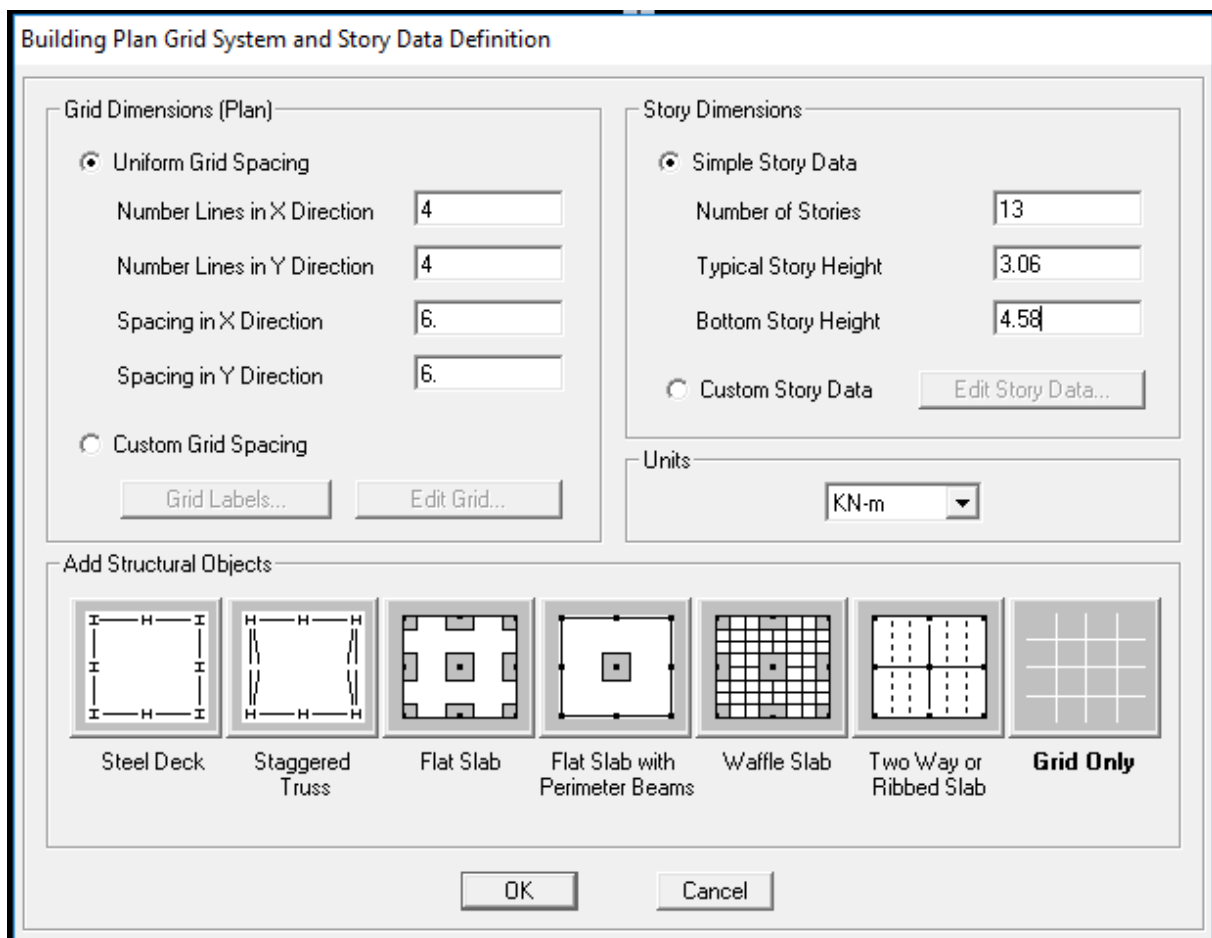 Building Plan Grid System and Story Data Definition
Grid Dimensions (Plan)
Uniform Grid Spacing
Number Lines in X Direction 4
Number Lines in Y Direction 4
Spacing in X Direction 6.
Spacing in Y Direction 6.
Custom Grid Spacing
Grid Labels... Edit Grid...
Story Dimensions
Simple Story Data
Number of Stories 13
Typical Story Height 3.06
Bottom Story Height 4.58
Custom Story Data Edit Story Data...
Units
KN-m
Add Structural Objects
Steel Deck
Staggered
Truss
Flat Slab
Flat Slab with
Perimeter Beams
Waffle Slab
Two Way or
Ribbed Slab
Grid Only
OK Cancel